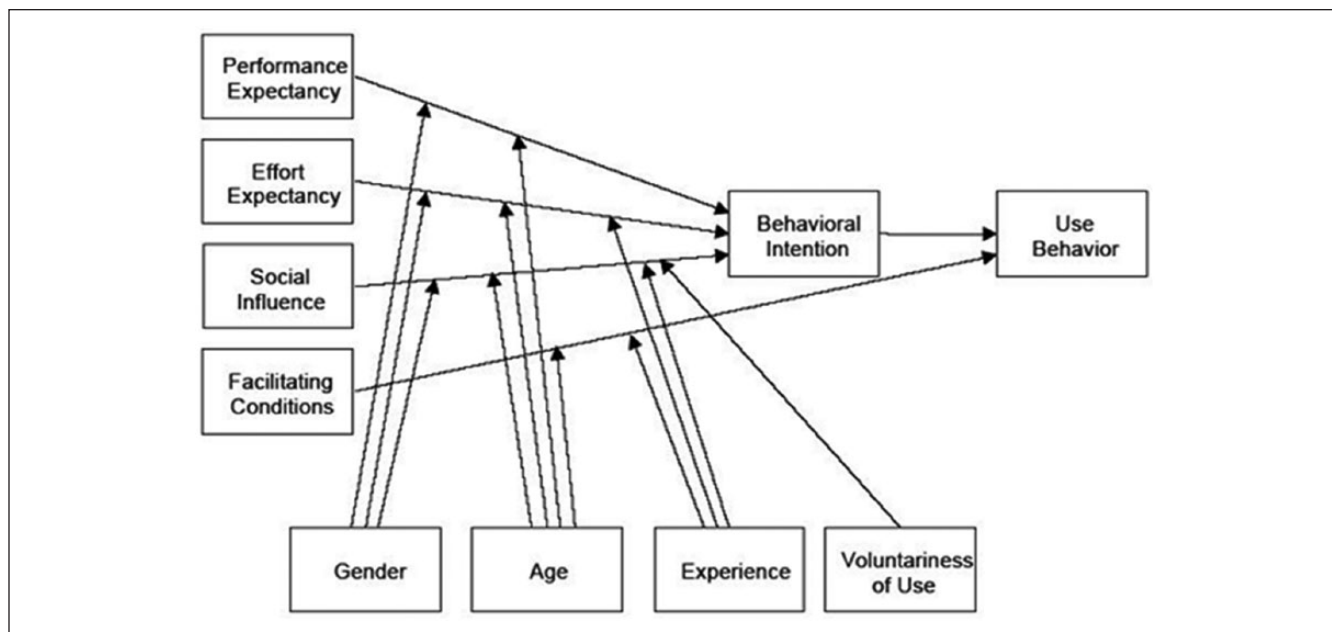 Performance
Expectancy
Effort
Expectancy
Social
Influence
Facilitating
Conditions
Behavioral
Intention
Use
Behavior
Gender
Age
Experience
Voluntariness
of Use